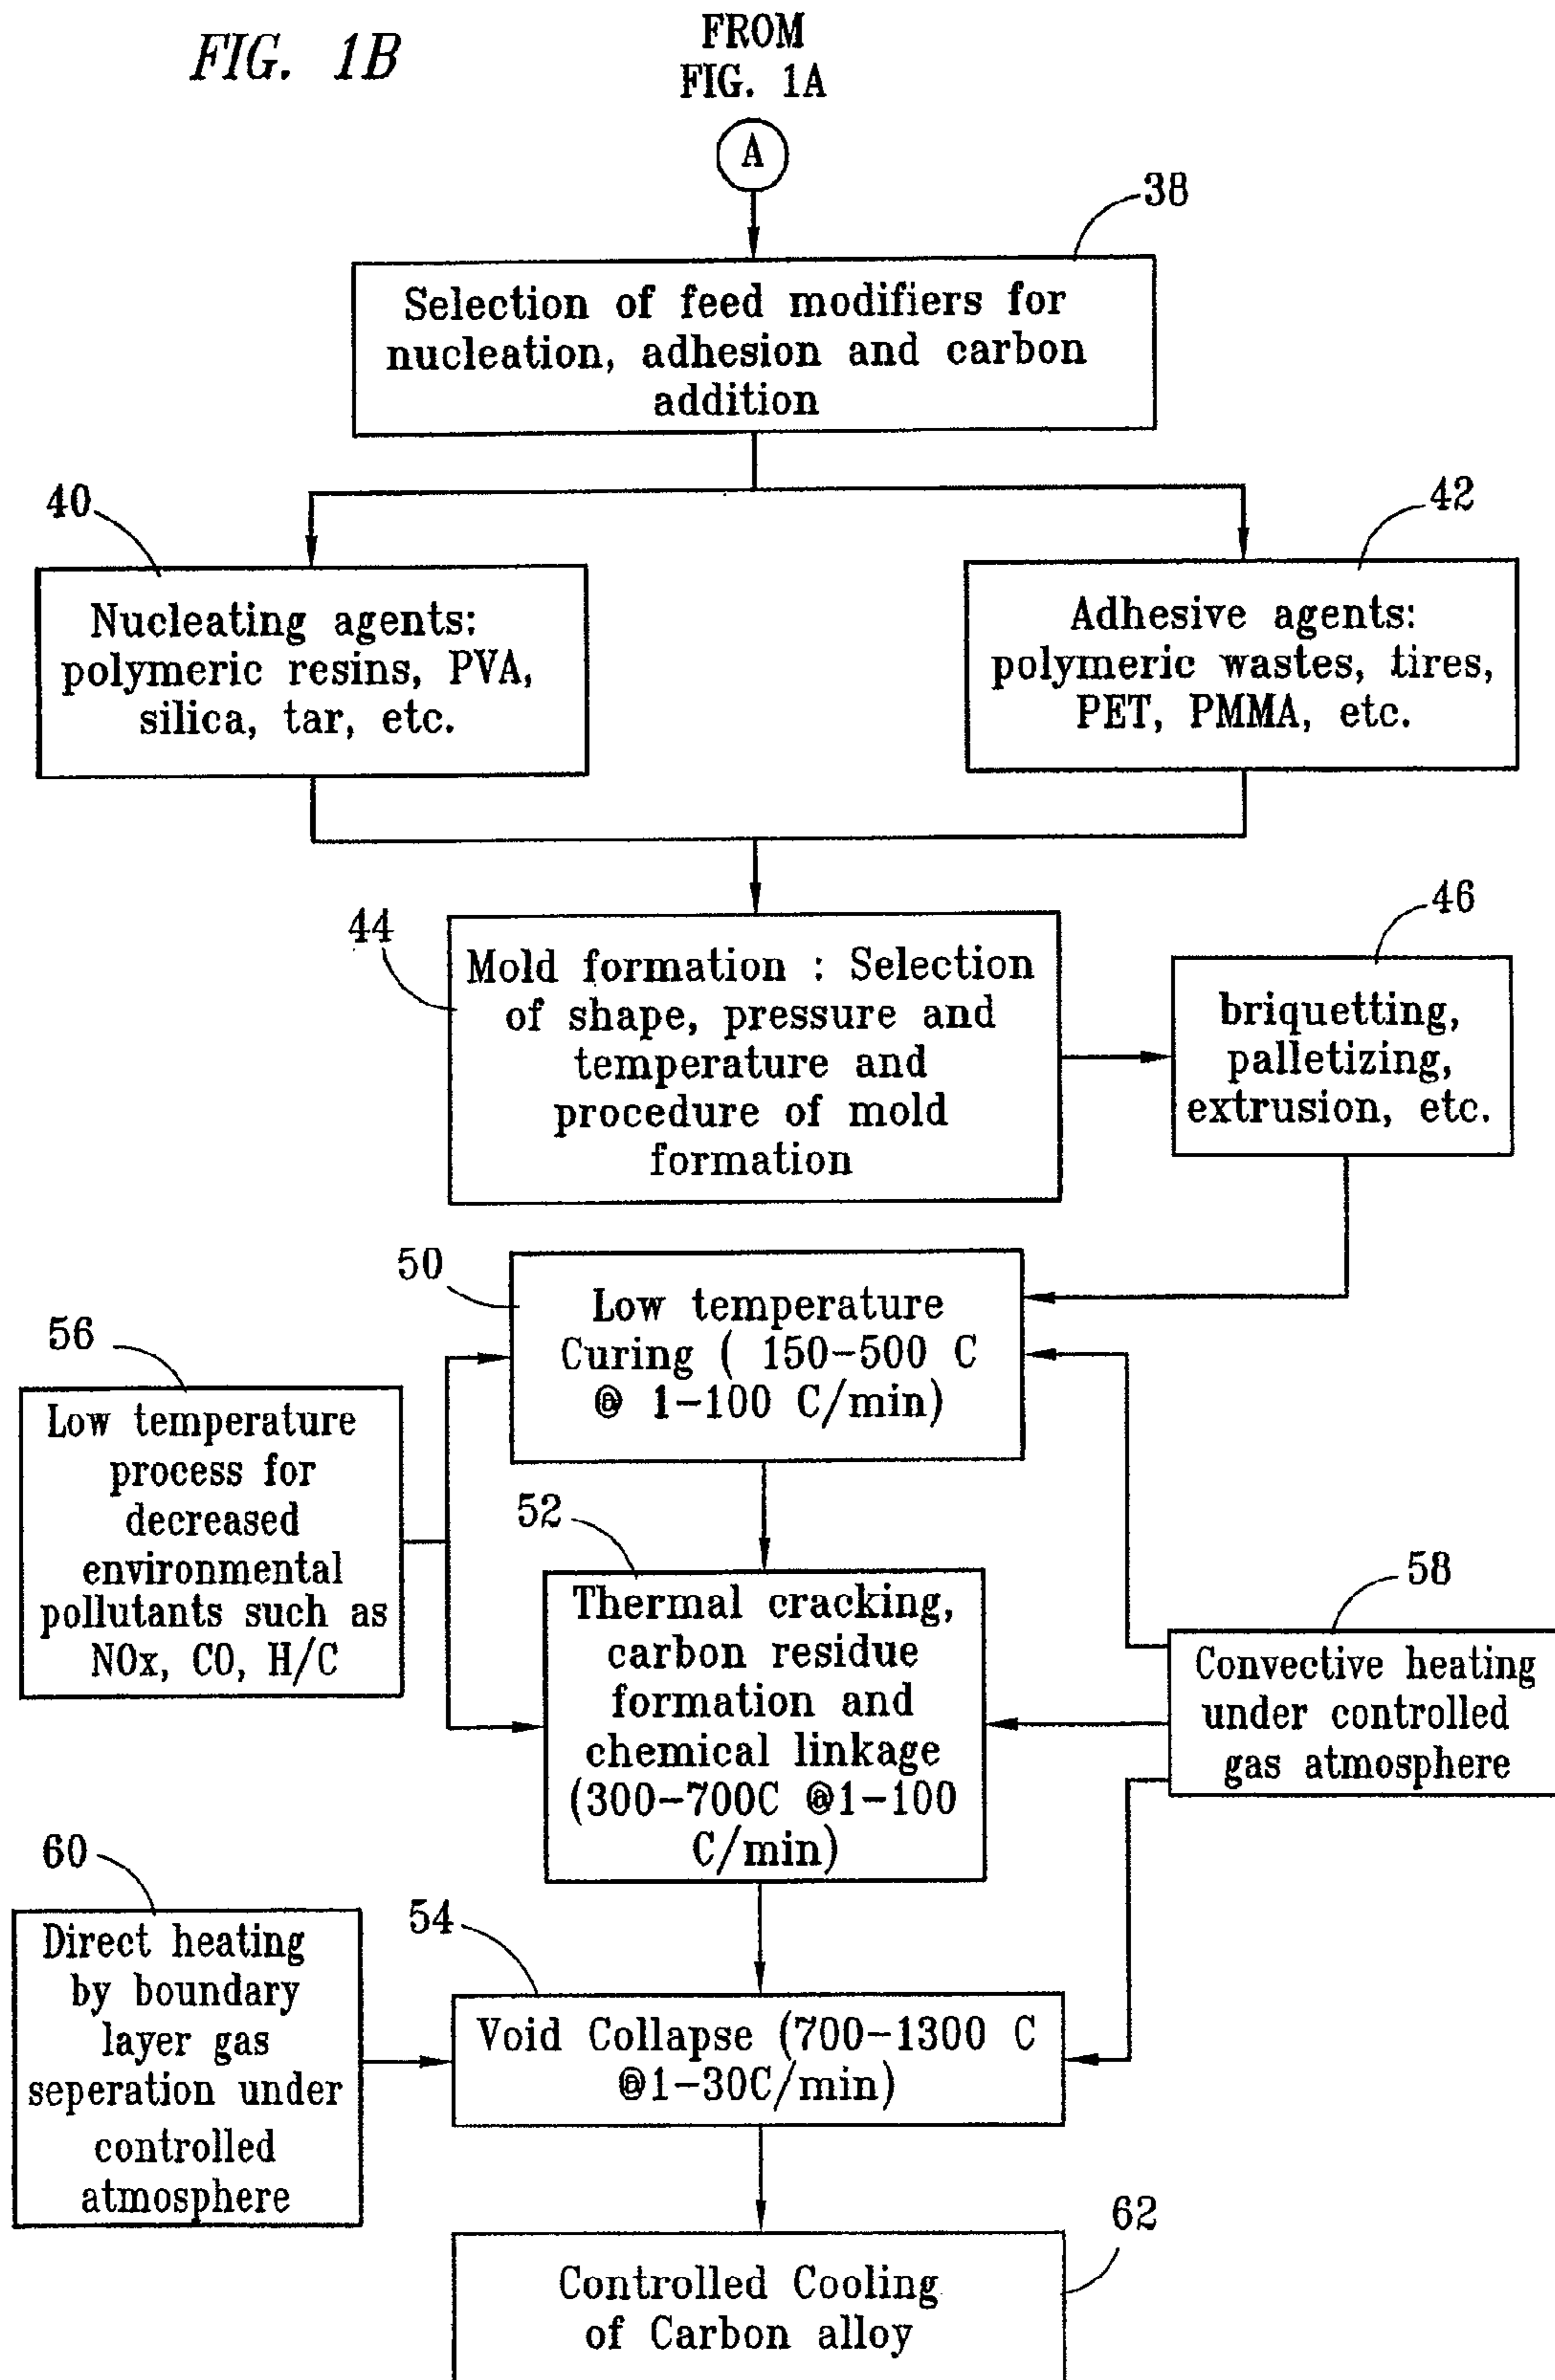 FIG. 1B
FROM
FIG. 1A
A
38
Selection of feed modifiers for
nucleation, adhesion and carbon
addition
40
Nucleating agents:
polymeric resins, PVA,
silica, tar, etc.
42
Adhesive agents:
polymeric wastes, tires,
PET, PMMA, etc.
44
Mold formation : Selection
of shape, pressure and
temperature and
procedure of mold
formation
46
briquetting,
palletizing,
extrusion, etc.
50
Low temperature
Curing ( 150-500 C
@ 1-100 C/min)
56
Low temperature
process for
decreased
environmental
pollutants such as
NOx, CO, H/C
52
Thermal cracking,
carbon residue
formation and
chemical linkage
(300-700C @1-100
C/min)
58
Convective heating
under controlled
gas atmosphere
60
Direct heating
by boundary
layer gas
seperation under
controlled
atmosphere
54
Void Collapse (700-1300 C
@1-30C/min)
62
Controlled Cooling
of Carbon alloy